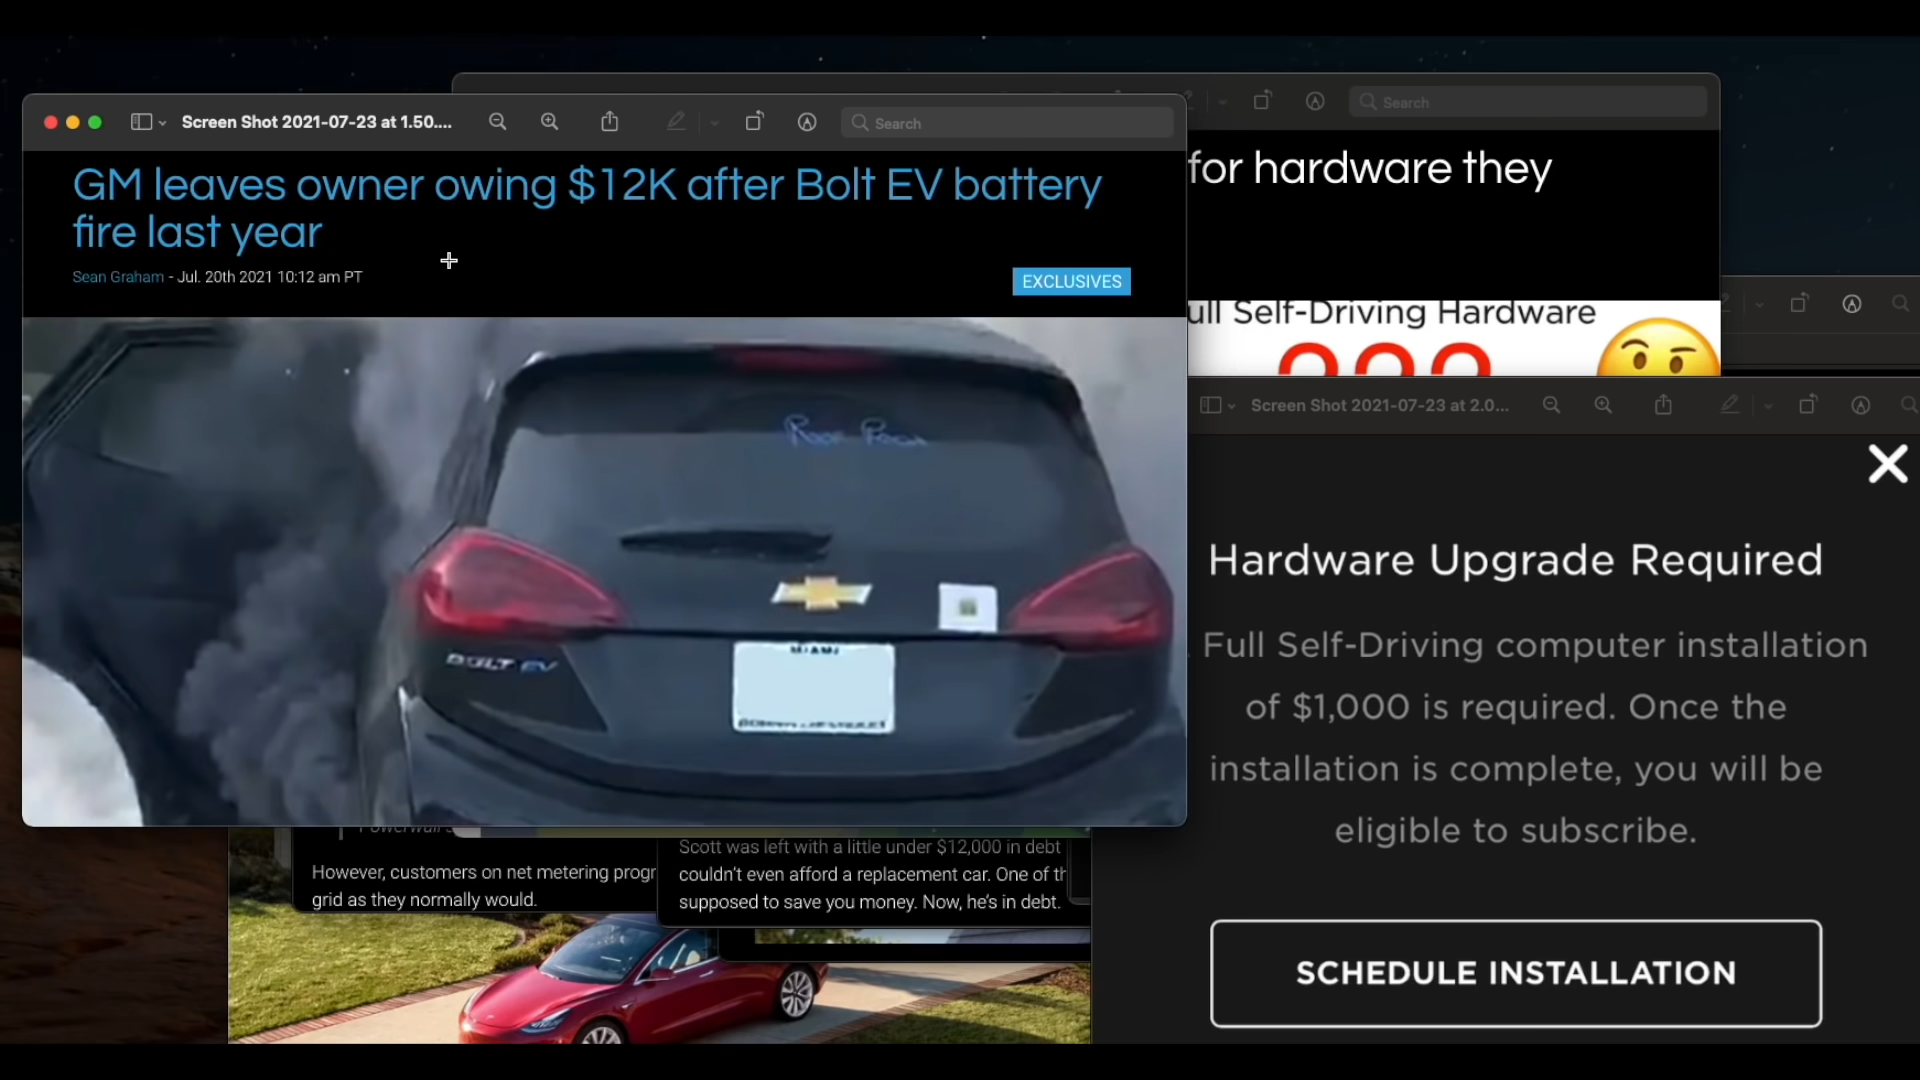 Screen Shot 2021-07-23 at 1.50....
Search
Search
GM leaves owner owing $12K after Bolt EV battery
fire last year
Sean Graham - Jul. 20th 2021 10:12 am PT
EXCLUSIVES
for hardware they
ull Self-Driving Hardware
???
BOLT EV
MIAMI
Screen Shot 2021-07-23 at 2.0...
Hardware Upgrade Required
Full Self-Driving computer installation
of $1,000 is required. Once the
installation is complete, you will be
eligible to subscribe.
SCHEDULE INSTALLATION
However, customers on net metering progr
grid as they normally would.
Scott was left with a little under $12,000 in debt
couldn't even afford a replacement car. One of th
supposed to save you money. Now, he's in debt.